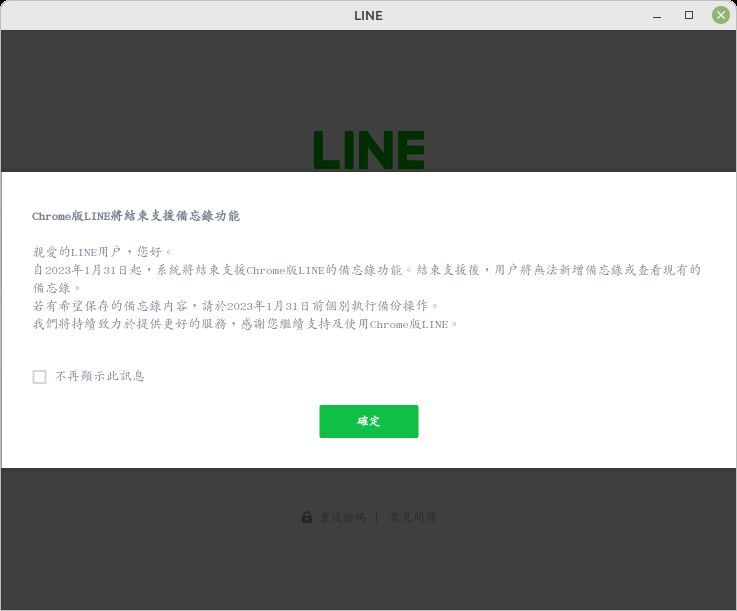 LINE
LINE
Chrome版LINE將結束支援備忘錄功能
親愛的LINE用戶，您好。
自2023年1月31日起，系統將結束支援Chrome版LINE的備忘錄功能。結束支援後，用戶將無法新增備忘錄或查看現有的
備忘錄。
若有希望保存的備忘錄內容，請於2023年1月31日前個別執行備份操作。
我們將持續致力於提供更好的服務，感謝您繼續支持及使用Chrome版LINE。
不再顯示此訊息
確定
重設密碼 | 常見問題